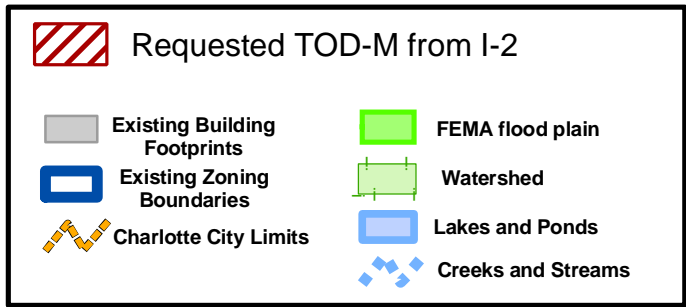 Requested TOD-M from I-2
Existing Building
Footprints
Existing Zoning
Boundaries
Charlotte City Limits
FEMA flood plain
Watershed
Lakes and Ponds
Creeks and Streams